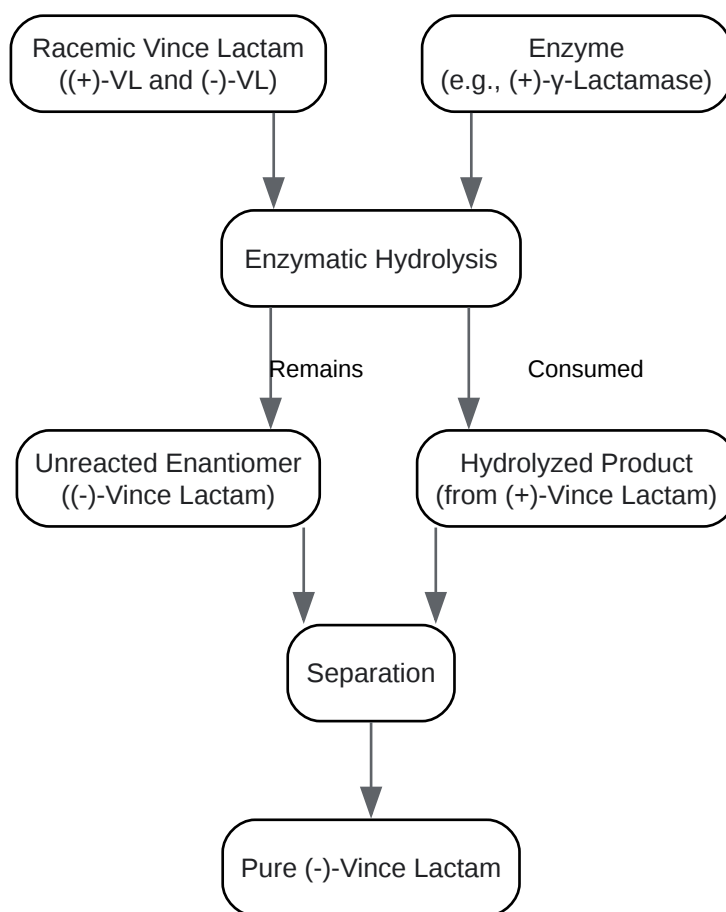 Racemic Vince Lactam
((+)-VL and (-)-VL)
Enzyme
(e.g., (+)-γ-Lactamase)
Enzymatic Hydrolysis
Remains
Consumed
Unreacted Enantiomer
((-)-Vince Lactam)
Hydrolyzed Product
(from (+)-Vince Lactam)
Separation
Pure (-)-Vince Lactam